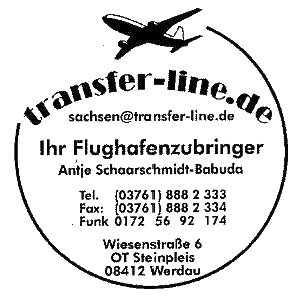 transfer-line.de
sachsen@transfer-line.de
Ihr Flughafenzubringer
Antje Schaarschmidt-Babuda
Tel. (03761) 888 2 333
Fax: (03761) 888 2 334
Funk 0172 56 92 174
Wiesenstraße 6
OT Steinpleis
08412 Werdau